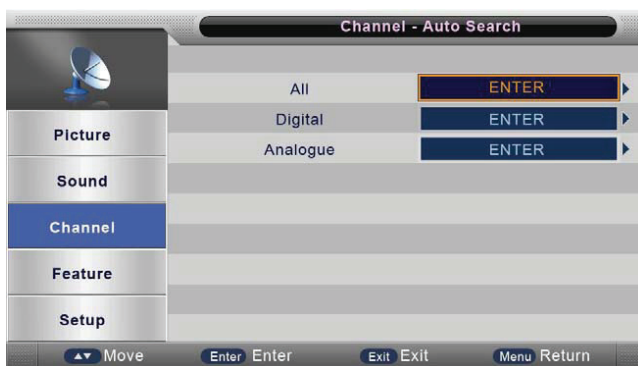 Channel - Auto Search
All ENTER
Digital ENTER
Analogue ENTER
Picture
Sound
Channel
Feature
Setup
Move Enter Enter Exit Exit Menu Return